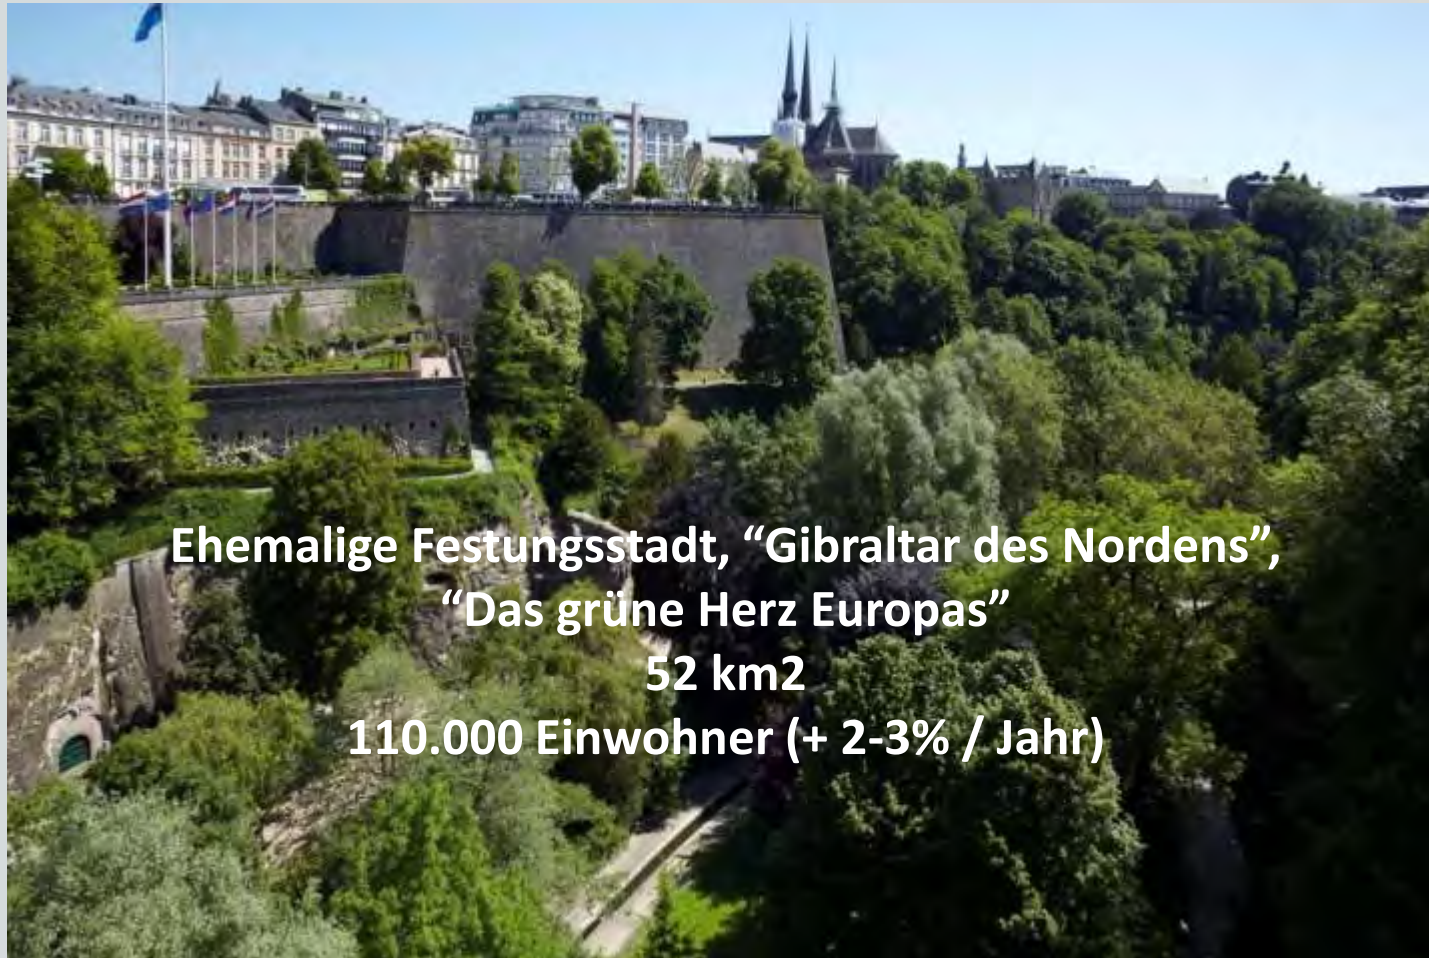 Ehemalige Festungsstadt, “Gibraltar des Nordens”,
“Das grüne Herz Europas”
52 km2
110.000 Einwohner (+ 2-3% / Jahr)